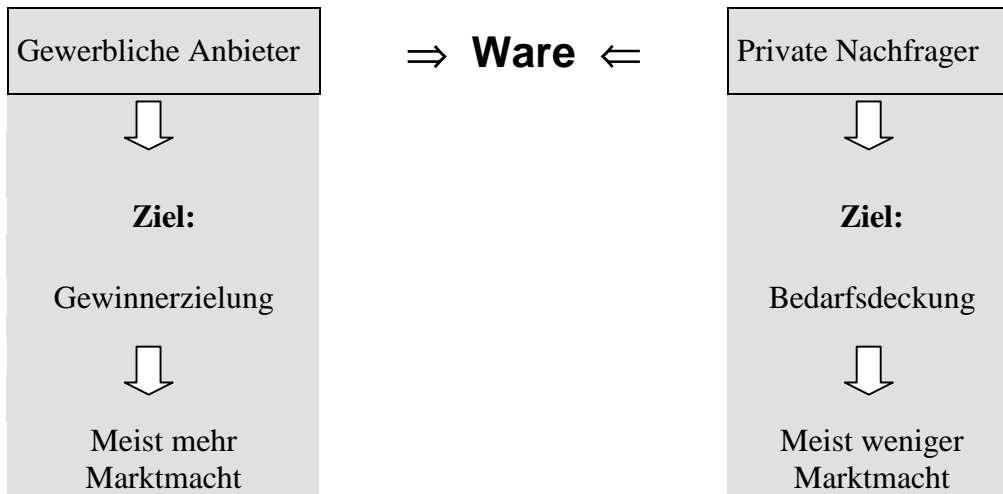 Gewerbliche Anbieter ⇒ Ware ⇐ Private Nachfrager
Ziel: Ziel:
Gewinnerzielung Bedarfsdeckung
Meist mehr Meist weniger
Marktmacht Marktmacht